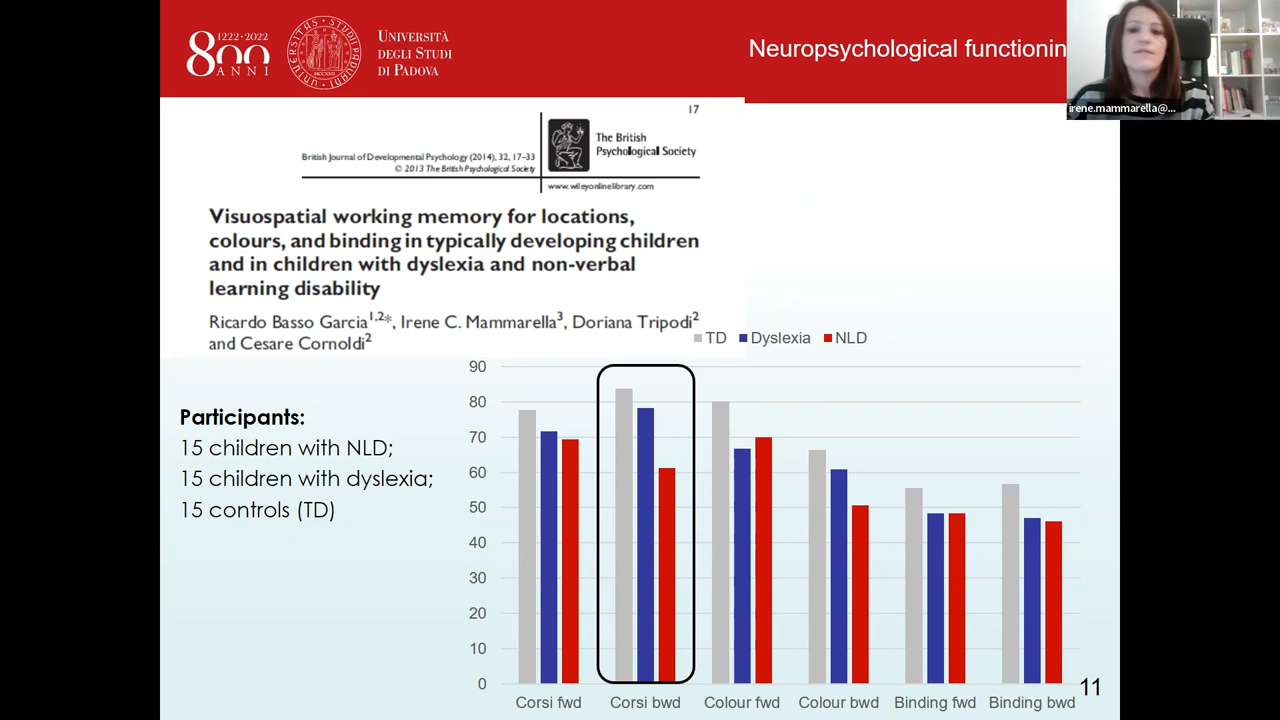 1222·2022
800
ANNI
UNIVERSITÀ
DEGLI STUDI
DI PADOVA
Neuropsychological functionin
irene.mammarella@...
17
British Journal of Developmental Psychology (2014), 32, 17–33
© 2013 The British Psychological Society
The British
Psychological Society
www.wileyonlinelibrary.com
Visuospatial working memory for locations,
colours, and binding in typically developing children
and in children with dyslexia and non-verbal
learning disability
Ricardo Basso Garcia1,2*, Irene C. Mammarella3, Doriana Tripodi2
and Cesare Cornoldi2
Participants:
15 children with NLD;
15 children with dyslexia;
15 controls (TD)
TD Dyslexia NLD
90
80
70
60
50
40
30
20
10
0
Corsi fwd Corsi bwd Colour fwd Colour bwd Binding fwd Binding bwd
11